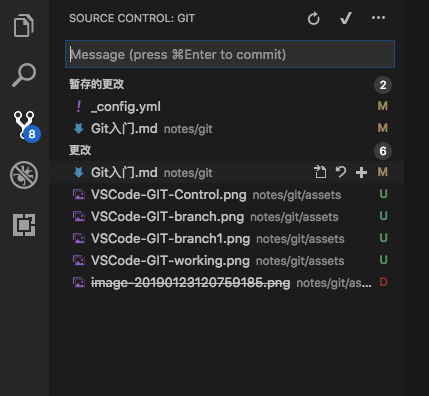 SOURCE CONTROL: GIT
Message (press ⌘Enter to commit)
暂存的更改 2
! _config.yml M
Git入门.md notes/git M
更改 6
Git入门.md notes/git M
VSCode-GIT-Control.png notes/git/assets U
8
VSCode-GIT-branch.png notes/git/assets U
VSCode-GIT-branch1.png notes/git/assets U
VSCode-GIT-working.png notes/git/assets U
image-20190123120759185.png notes/git/as... D